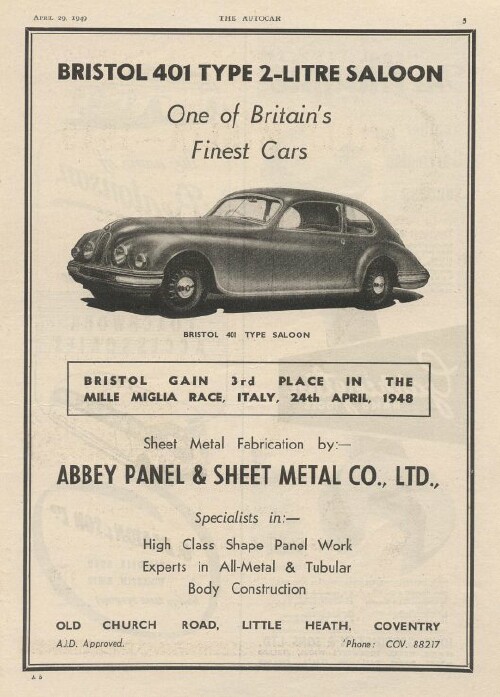 APRIL 29, 1949 THE AUTOCAR 5
BRISTOL 401 TYPE 2-LITRE SALOON
One of Britain's
Finest Cars
BRISTOL 401 TYPE SALOON
BRISTOL GAIN 3rd PLACE IN THE
MILLE MIGLIA RACE, ITALY, 24th APRIL, 1948
Sheet Metal Fabrication by:—
ABBEY PANEL & SHEET METAL CO., LTD.,
Specialists in:—
High Class Shape Panel Work
Experts in All-Metal & Tubular
Body Construction
OLD CHURCH ROAD, LITTLE HEATH, COVENTRY
A.I.D. Approved. 'Phone: COV. 88217